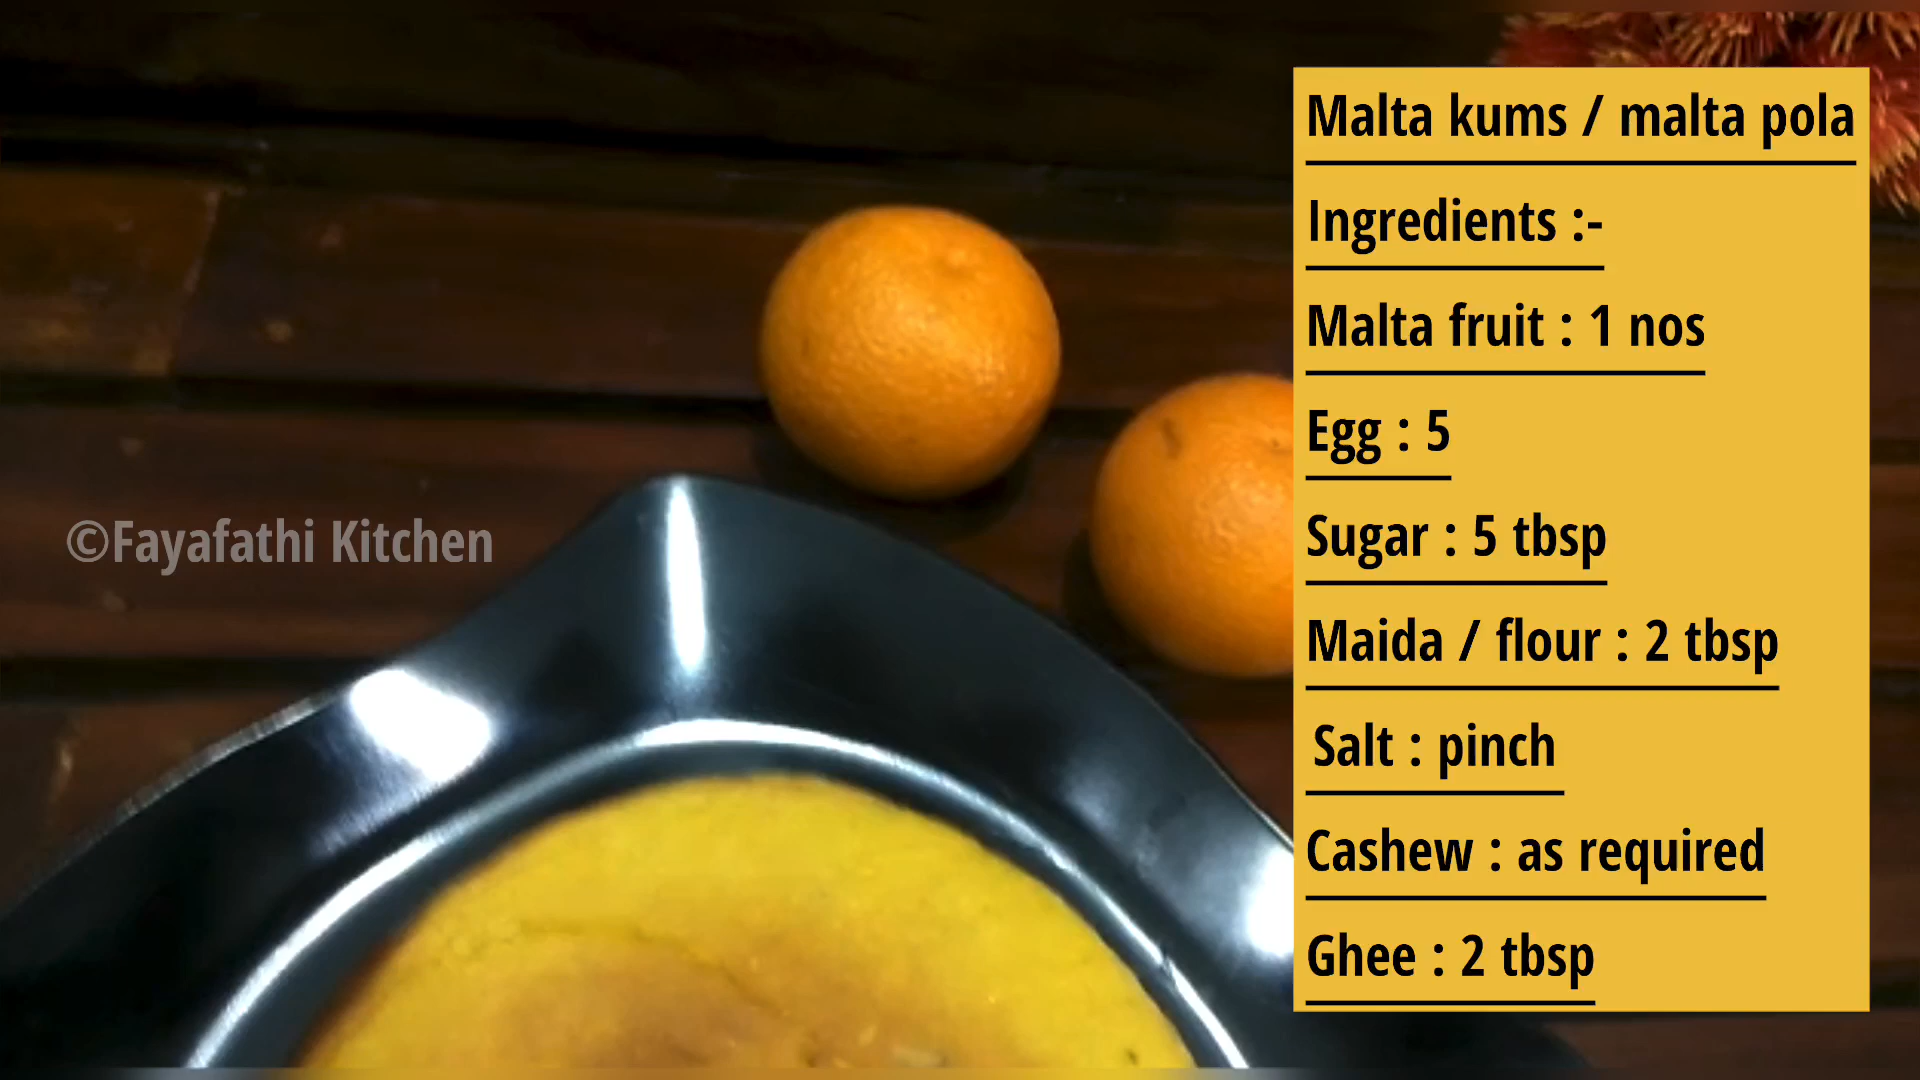 Malta kums / malta pola
Ingredients :-
Malta fruit : 1 nos
Egg : 5
Sugar : 5 tbsp
Maida / flour : 2 tbsp
Salt : pinch
Cashew : as required
Ghee : 2 tbsp
©Fayafathi Kitchen